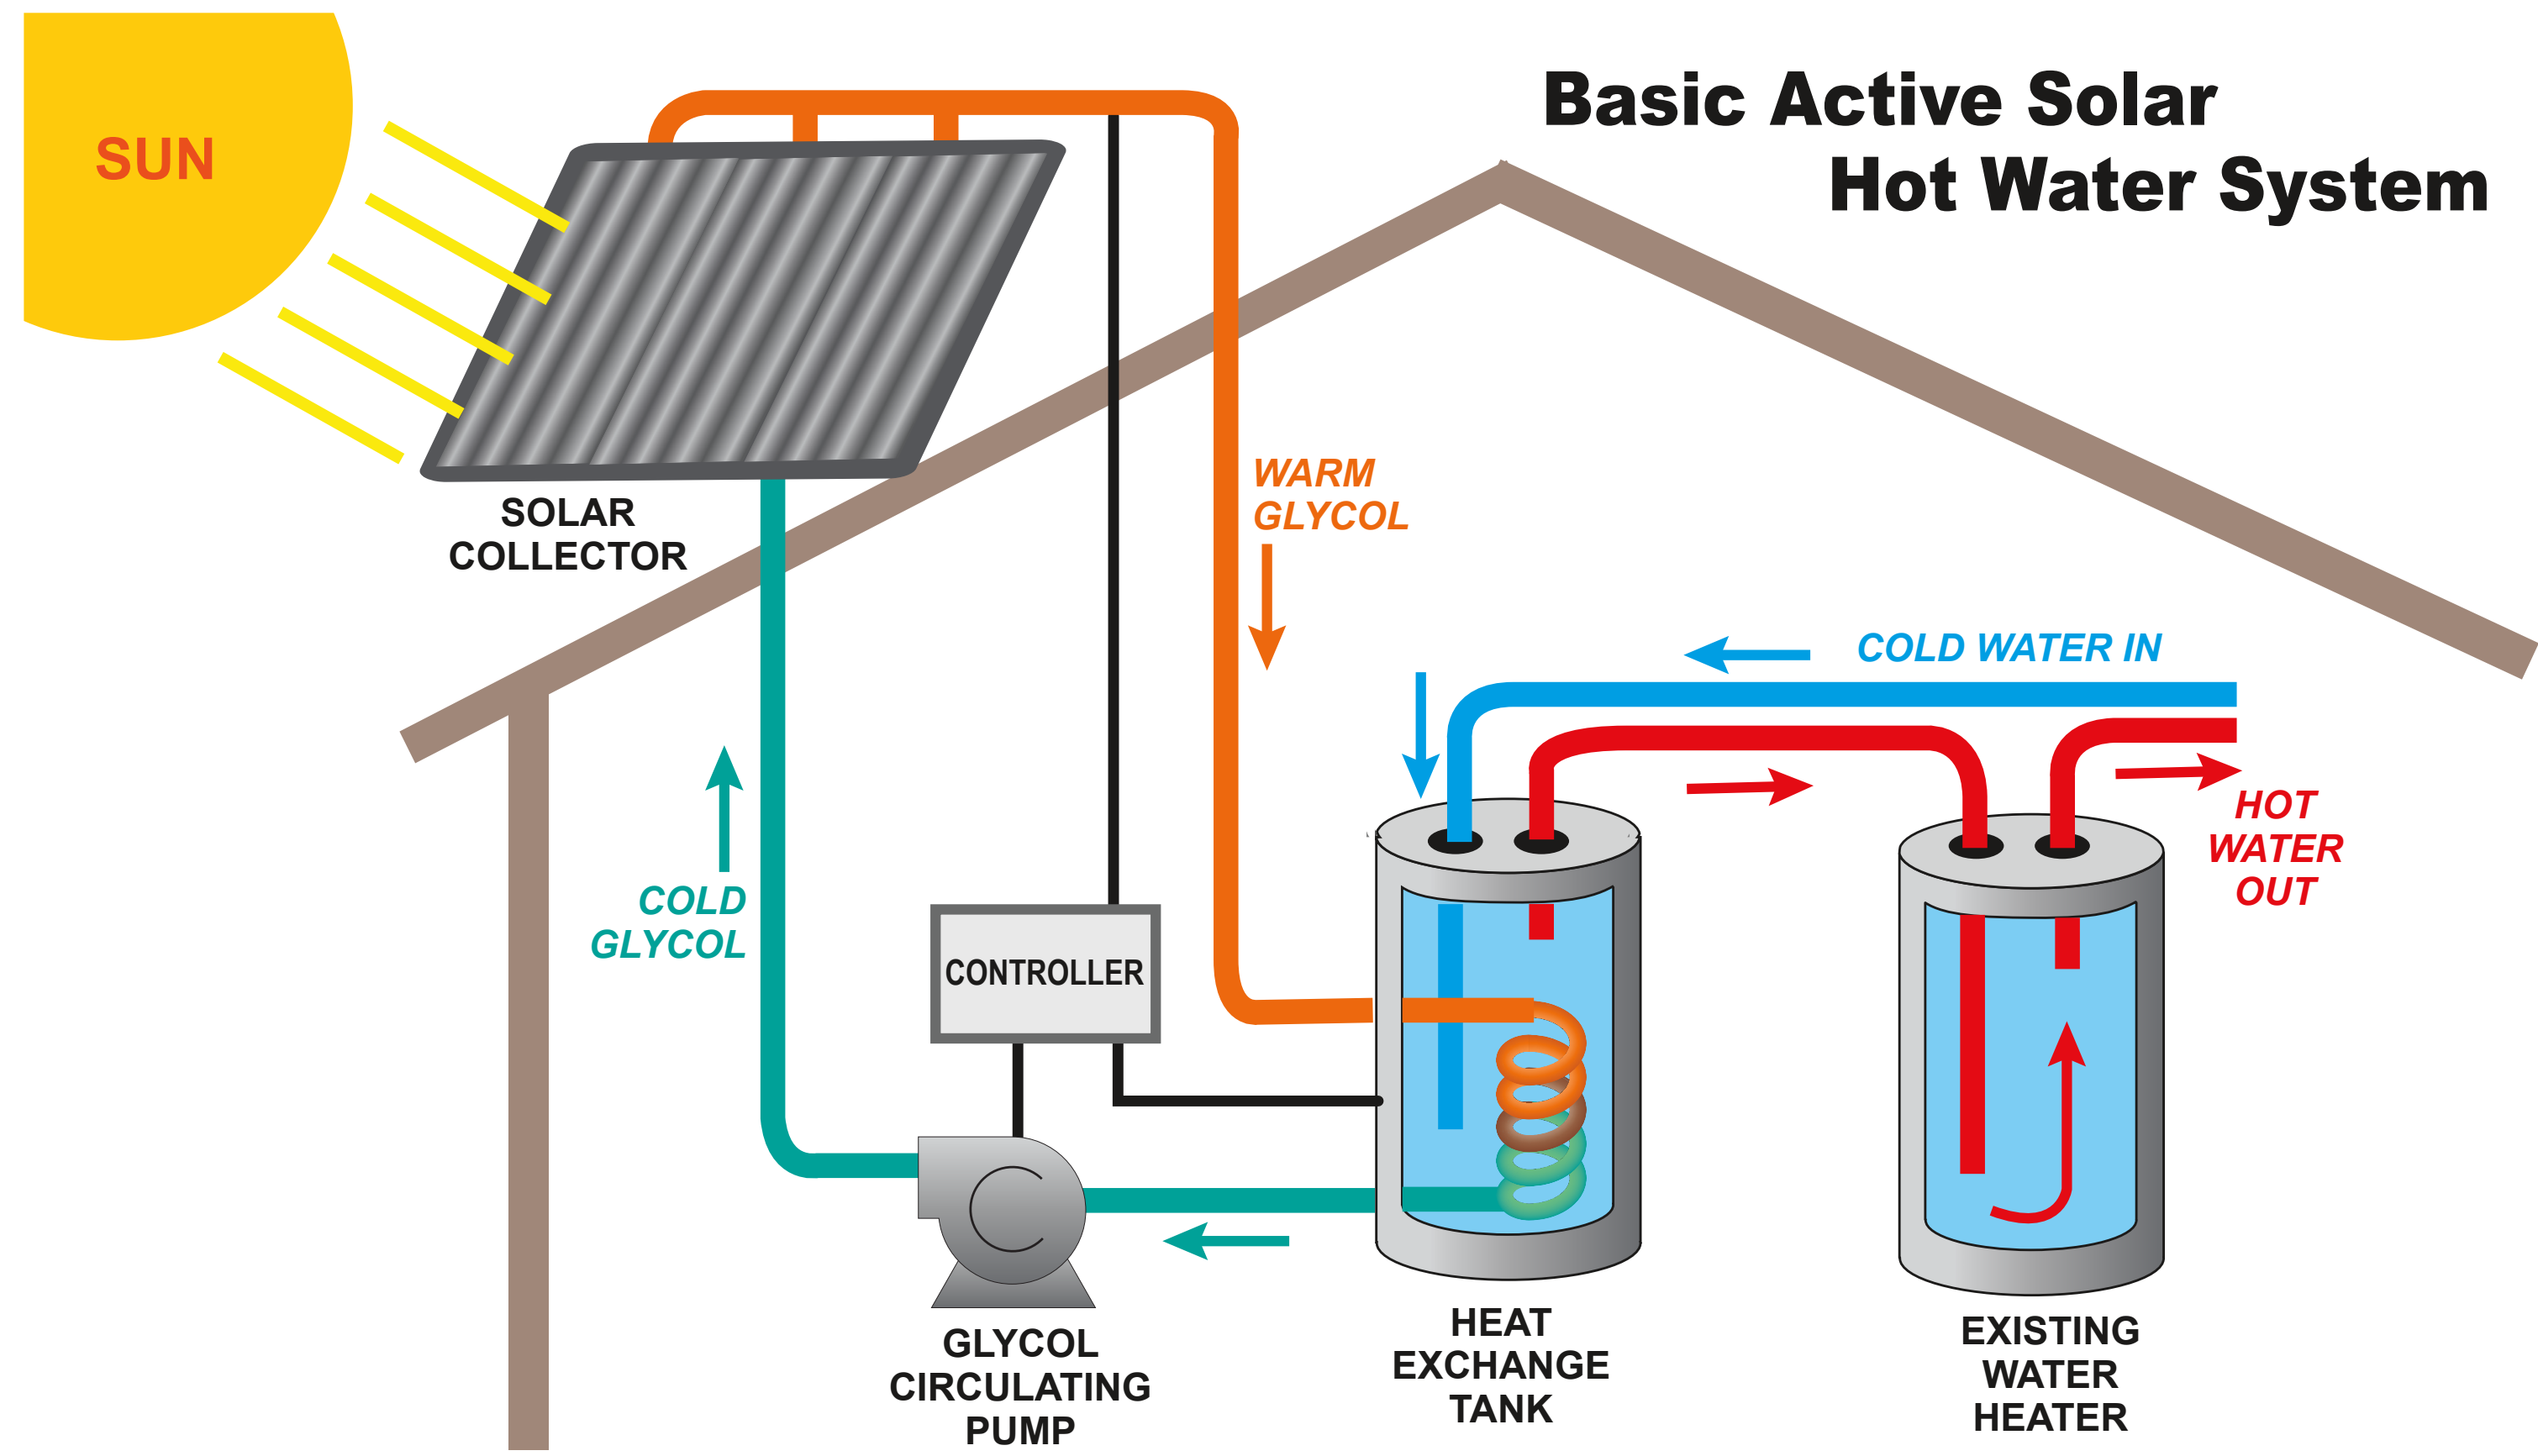 Basic Active Solar
Hot Water System
SUN
SOLAR
COLLECTOR
WARM
GLYCOL
COLD WATER IN
HOT
WATER
OUT
COLD
GLYCOL
CONTROLLER
GLYCOL
CIRCULATING
PUMP
HEAT
EXCHANGE
TANK
EXISTING
WATER
HEATER